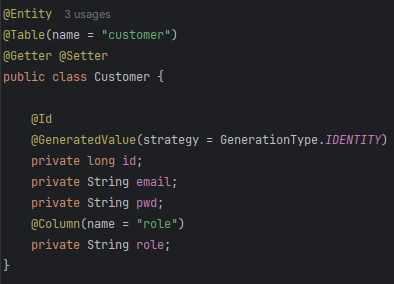 @Entity 3 usages
@Table(name = "customer")
@Getter @Setter
public class Customer {
@Id
@GeneratedValue(strategy = GenerationType.IDENTITY)
private long id;
private String email;
private String pwd;
@Column(name = "role")
private String role;
}